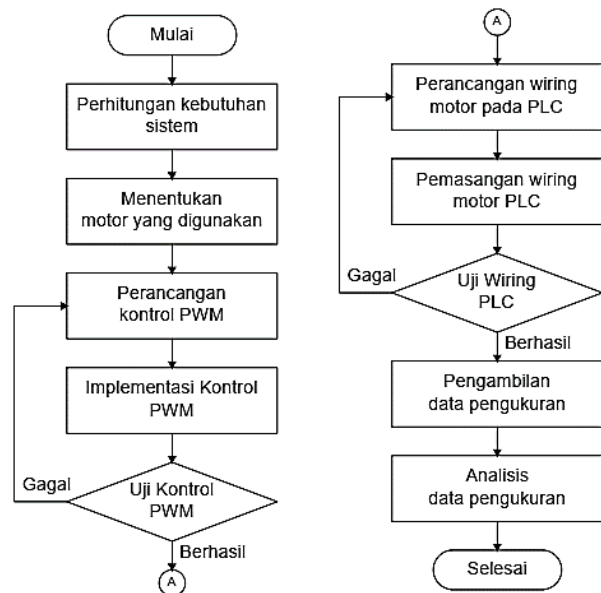 Mulai
Perhitungan kebutuhan
sistem
Menentukan
motor yang digunakan
Perancangan
kontrol PWM
Implementasi Kontrol
PWM
Gagal
Uji Kontrol
PWM
Berhasil
A
A
Perancangan wiring
motor pada PLC
Pemasangan wiring
motor PLC
Gagal
Uji Wiring
PLC
Berhasil
Pengambilan
data pengukuran
Analisis
data pengukuran
Selesai